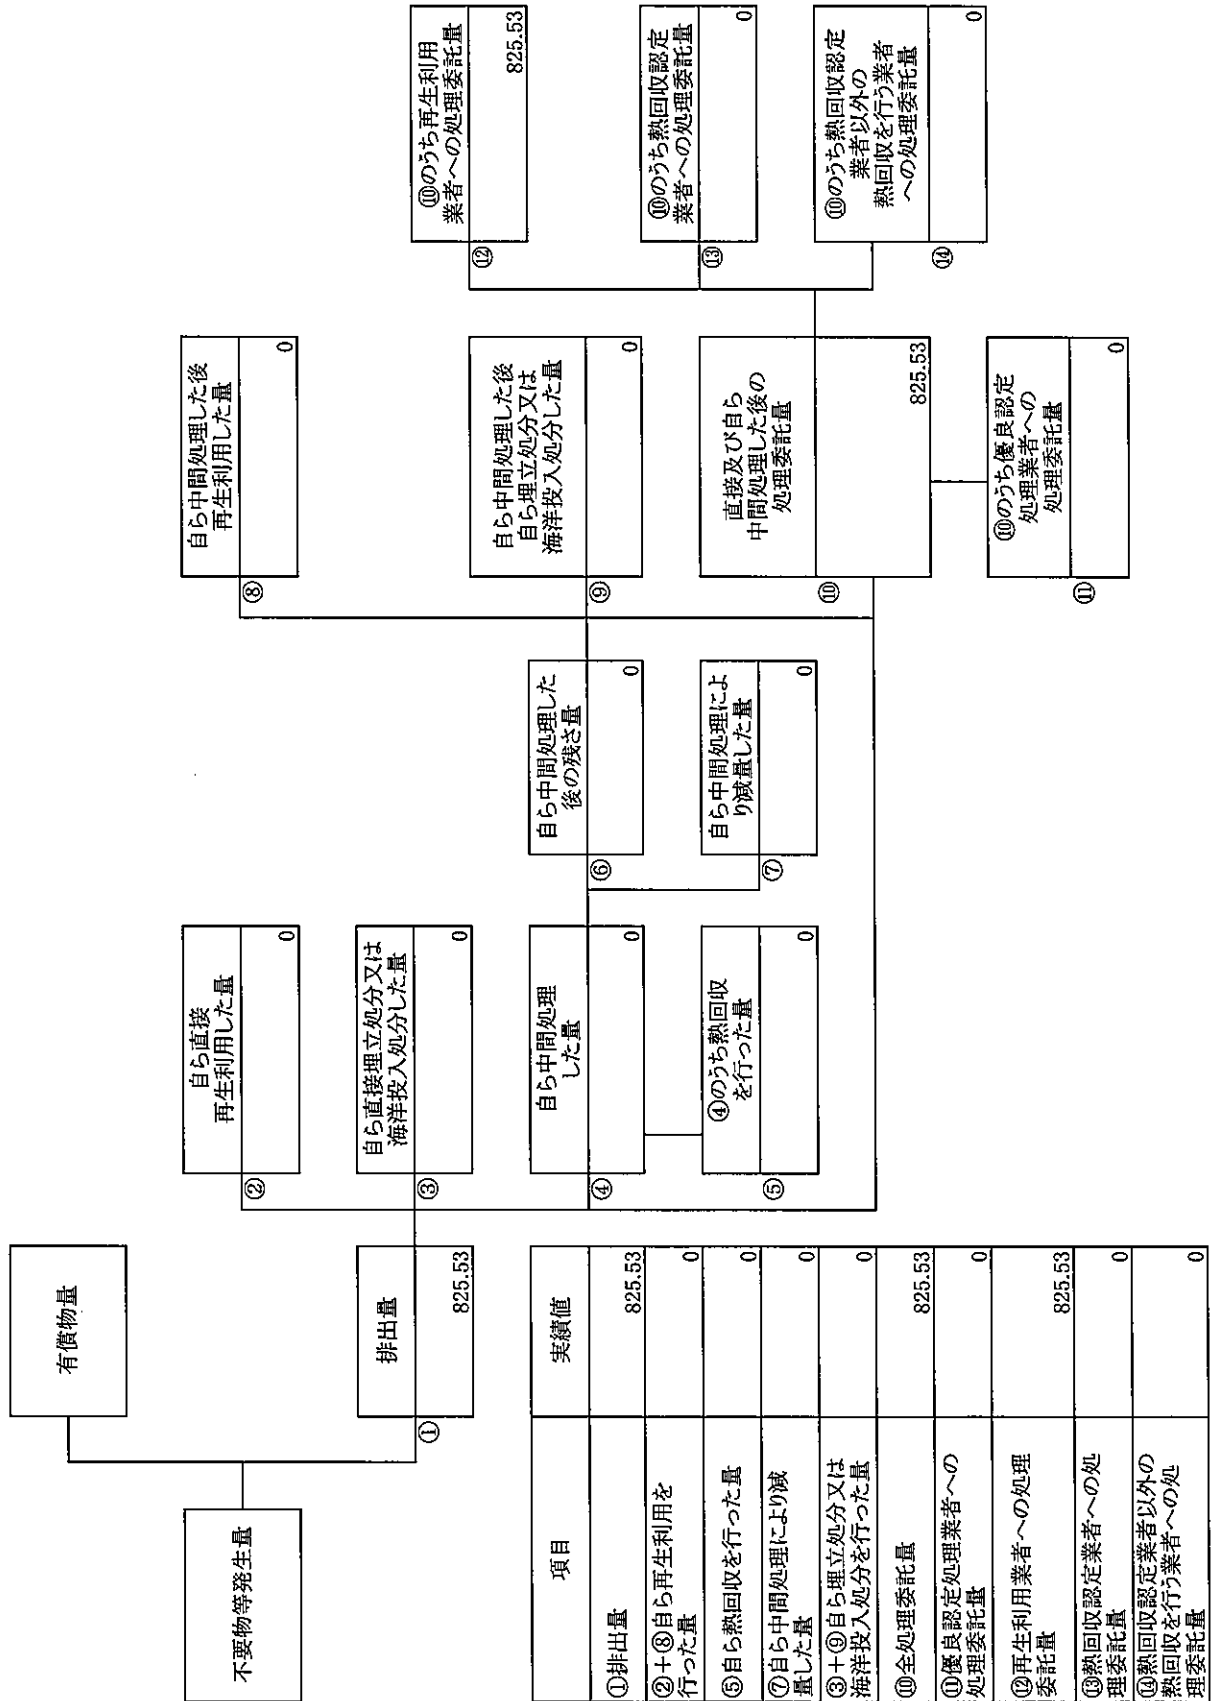 不要物等発生量
有償物量
①
排出量
825.53
②
自ら直接
再生利用した量
0
③
自ら直接埋立処分又は
海洋投入処分した量
0
④
自ら中間処理
した量
0
⑤
④のうち熱回収
を行った量
0
⑥
自ら中間処理した
後の残さ量
0
⑦
自ら中間処理によ
り減量した量
0
⑧
自ら中間処理した後
再生利用した量
0
⑨
自ら中間処理した後
自ら埋立処分又は
海洋投入処分した量
0
⑩
直接及び自ら
中間処理した後の
処理委託量
825.53
⑪
⑩のうち優良認定
処理業者への
処理委託量
0
⑫
⑩のうち再生利用
業者への処理委託量
825.53
⑬
⑩のうち熱回収認定
業者への処理委託量
0
⑭
⑩のうち熱回収認定
業者以外の
熱回収を行う業者
への処理委託量
0
項目 実績値
①排出量 825.53
②+⑧自ら再生利用を
行った量 0
⑤自ら熱回収を行った量 0
⑦自ら中間処理により減
量した量 0
③+⑨自ら埋立処分又は
海洋投入処分を行った量 0
⑩全処理委託量 825.53
⑪優良認定処理業者への
処理委託量 0
⑫再生利用業者への処理
委託量 825.53
⑬熱回収認定業者への処
理委託量 0
⑭熱回収認定業者以外の
熱回収を行う業者への処
理委託量 0